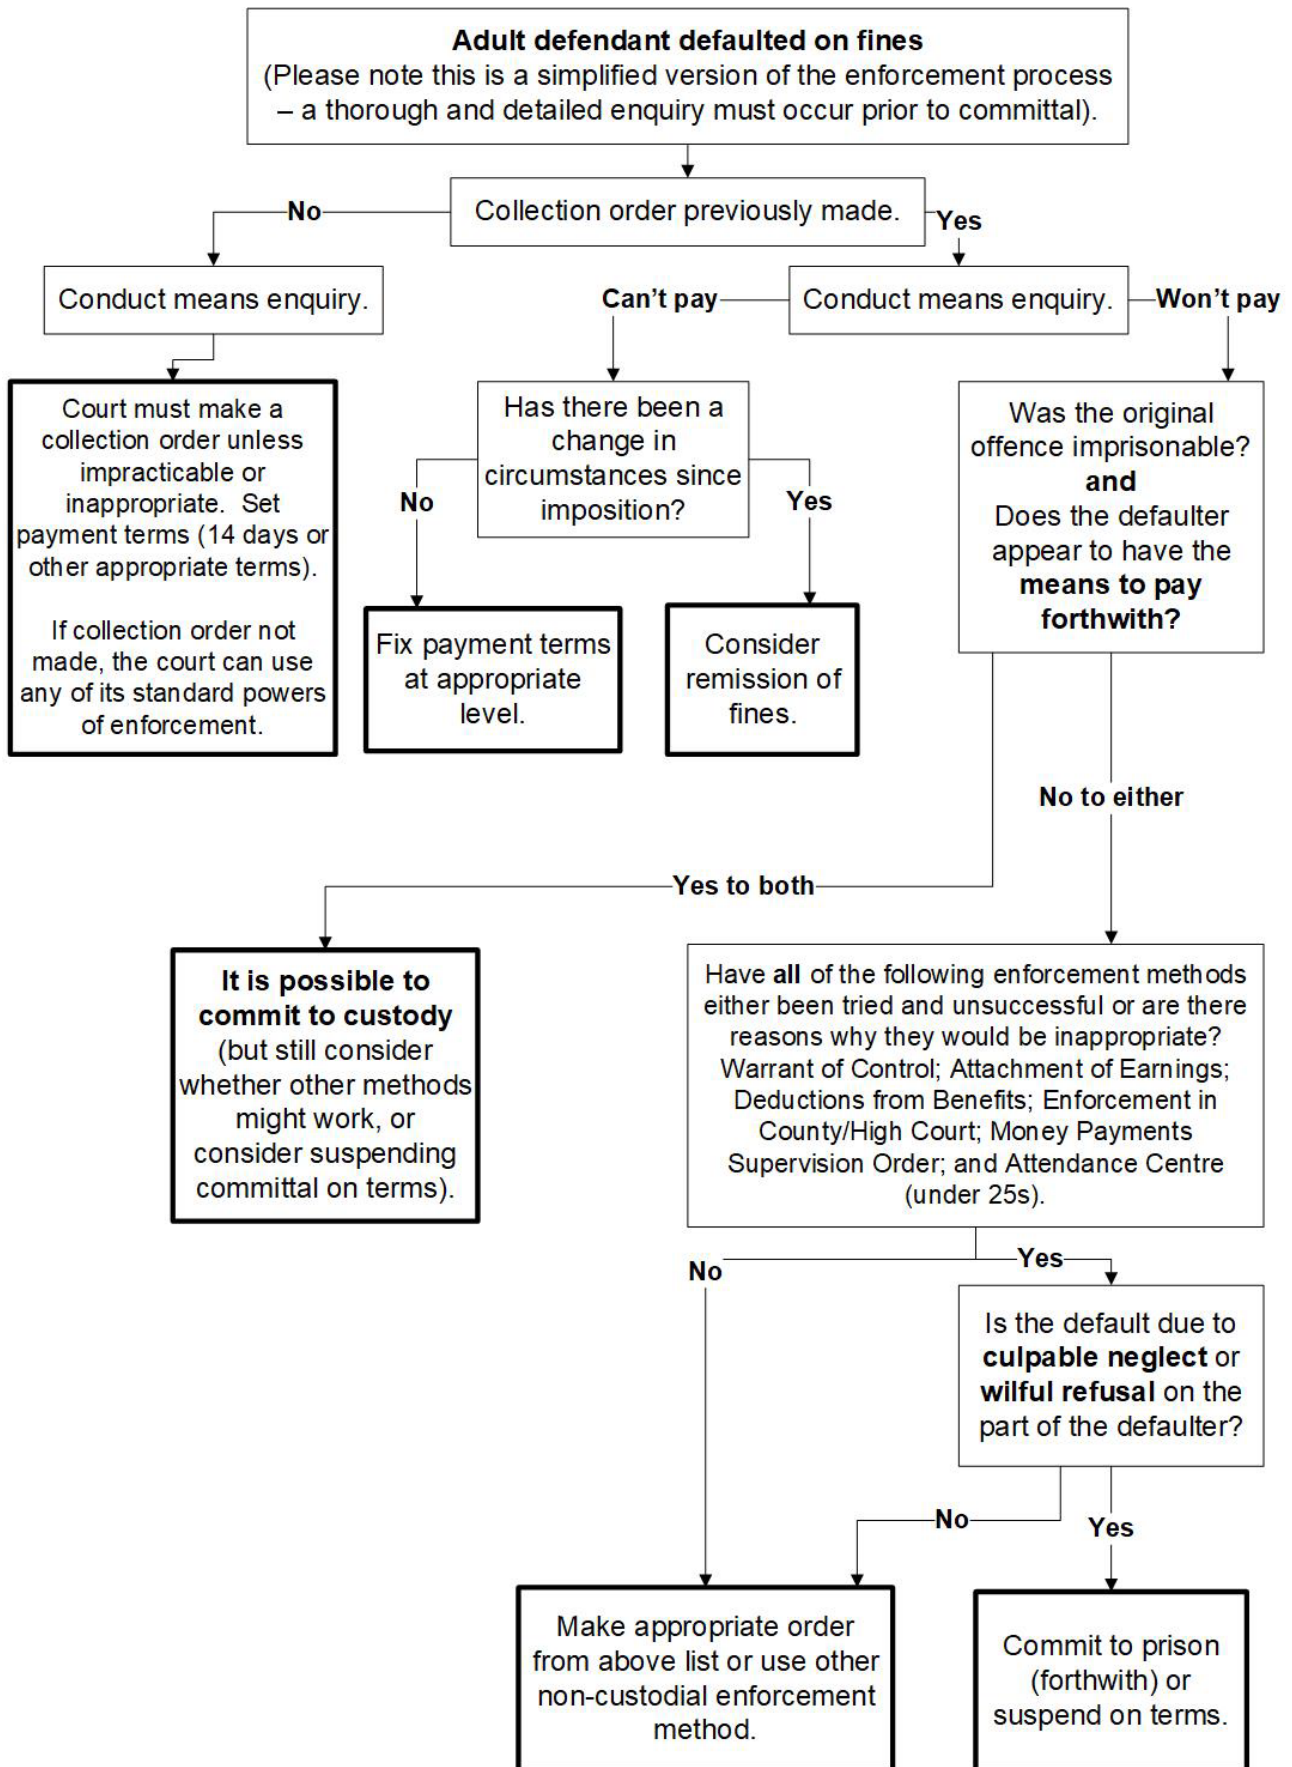 Adult defendant defaulted on fines
(Please note this is a simplified version of the enforcement process
– a thorough and detailed enquiry must occur prior to committal).
Collection order previously made.
No
Yes
Conduct means enquiry.
Can’t pay
Conduct means enquiry.
Won’t pay
Court must make a
collection order unless
impracticable or
inappropriate.  Set
payment terms (14 days or
other appropriate terms).
If collection order not
made, the court can use
any of its standard powers
of enforcement.
Has there been a
change in
circumstances since
imposition?
No
Yes
Fix payment terms
at appropriate
level.
Consider
remission of
fines.
Was the original
offence imprisonable?
and
Does the defaulter
appear to have the
means to pay
forthwith?
No to either
Yes to both
It is possible to
commit to custody
(but still consider
whether other methods
might work, or
consider suspending
committal on terms).
Have all of the following enforcement methods
either been tried and unsuccessful or are there
reasons why they would be inappropriate?
Warrant of Control; Attachment of Earnings;
Deductions from Benefits; Enforcement in
County/High Court; Money Payments
Supervision Order; and Attendance Centre
(under 25s).
No
Yes
Is the default due to
culpable neglect or
wilful refusal on the
part of the defaulter?
No
Yes
Make appropriate order
from above list or use other
non-custodial enforcement
method.
Commit to prison
(forthwith) or
suspend on terms.